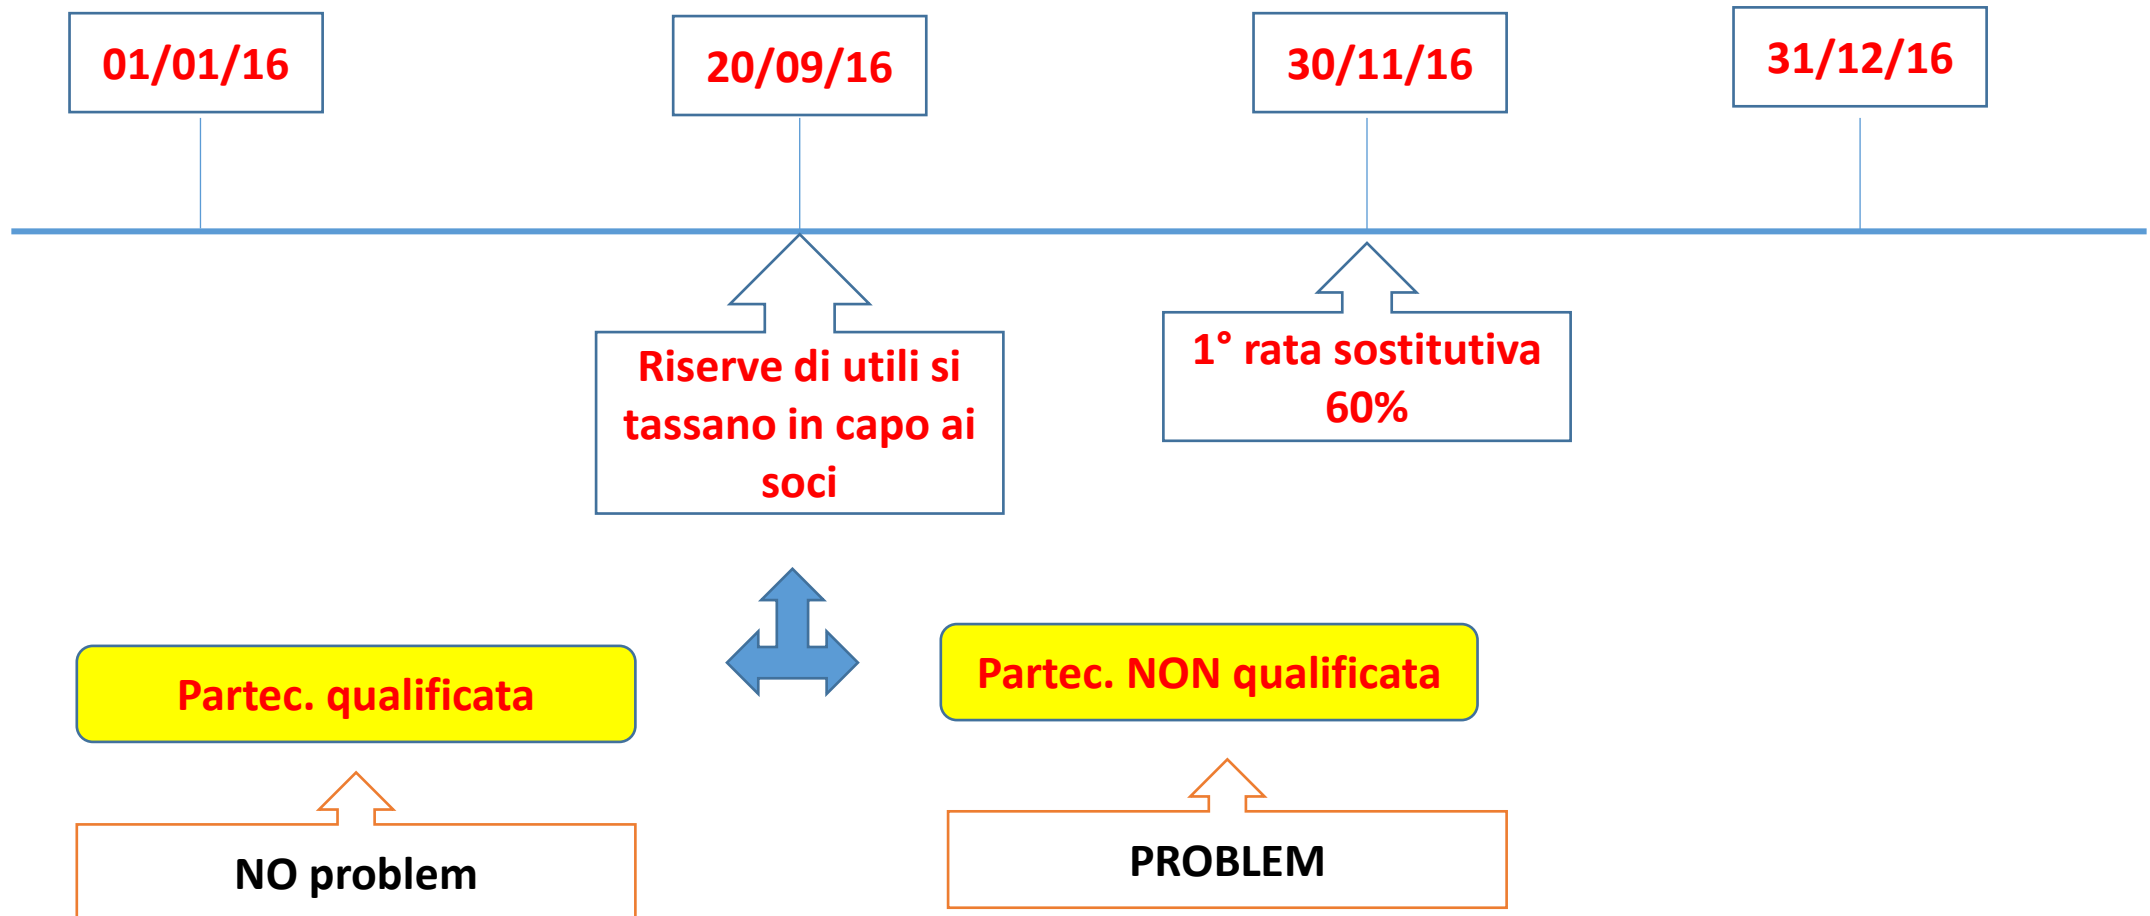 01/01/16
20/09/16
30/11/16
31/12/16
Riserve di utili si
tassano in capo ai
soci
1° rata sostitutiva
60%
Partec. qualificata
Partec. NON qualificata
NO problem
PROBLEM